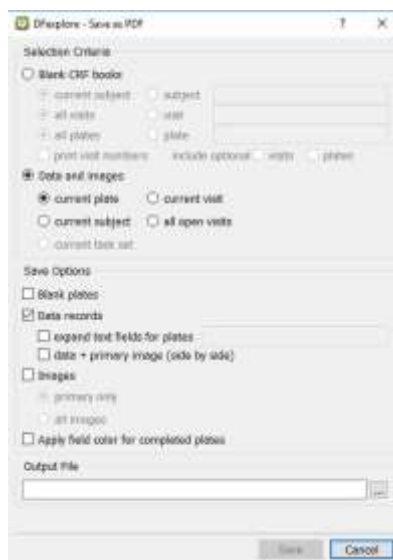 DFexplore - Save as PDF ? X
Selection Criteria
Blank CRF books
current subject subject
all visits visit
all plates plate
print visit numbers include optional visits plates
Data and images
current plate current visit
current subject all open visits
current task set
Save Options
Blank plates
Data records
expand text fields for plates
data + primary image (side by side)
Images
primary only
all images
Apply field color for completed plates
Output File
...
Save Cancel